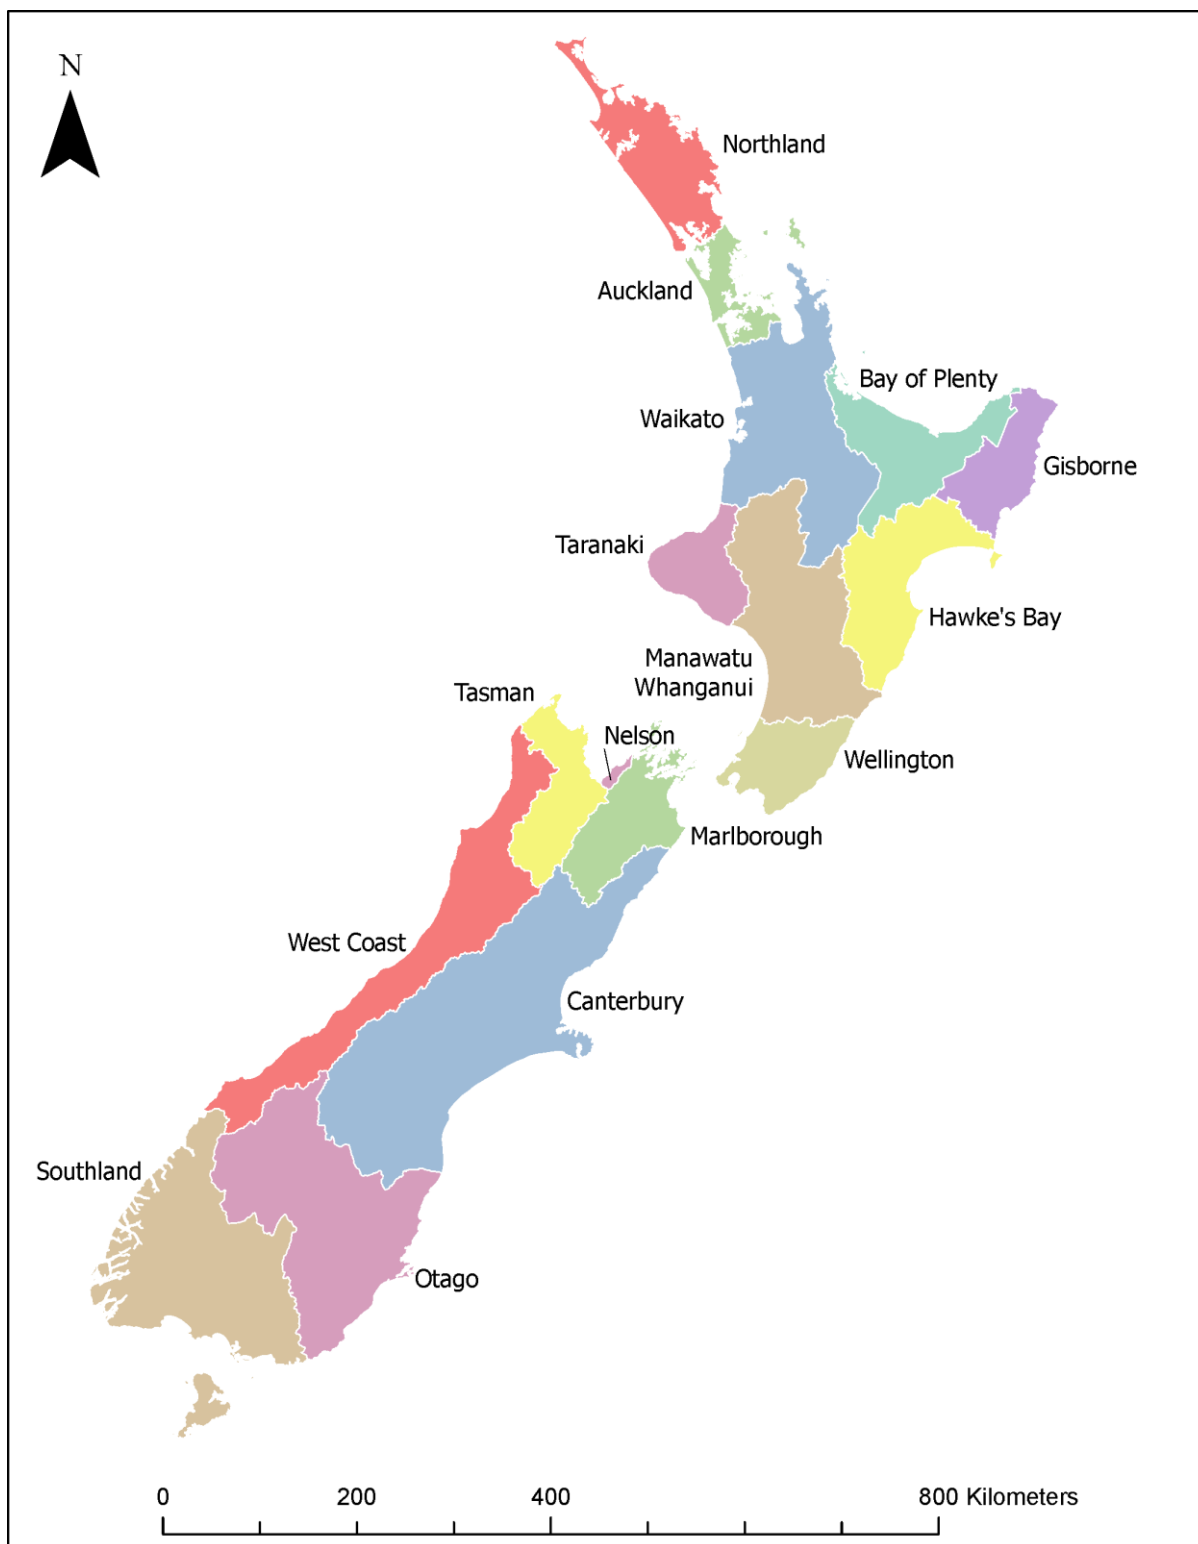 N
Northland
Auckland
Bay of Plenty
Waikato
Gisborne
Taranaki
Hawke's Bay
Manawatu
Whanganui
Tasman
Nelson
Wellington
Marlborough
West Coast
Canterbury
Southland
Otago
0 200 400 800 Kilometers